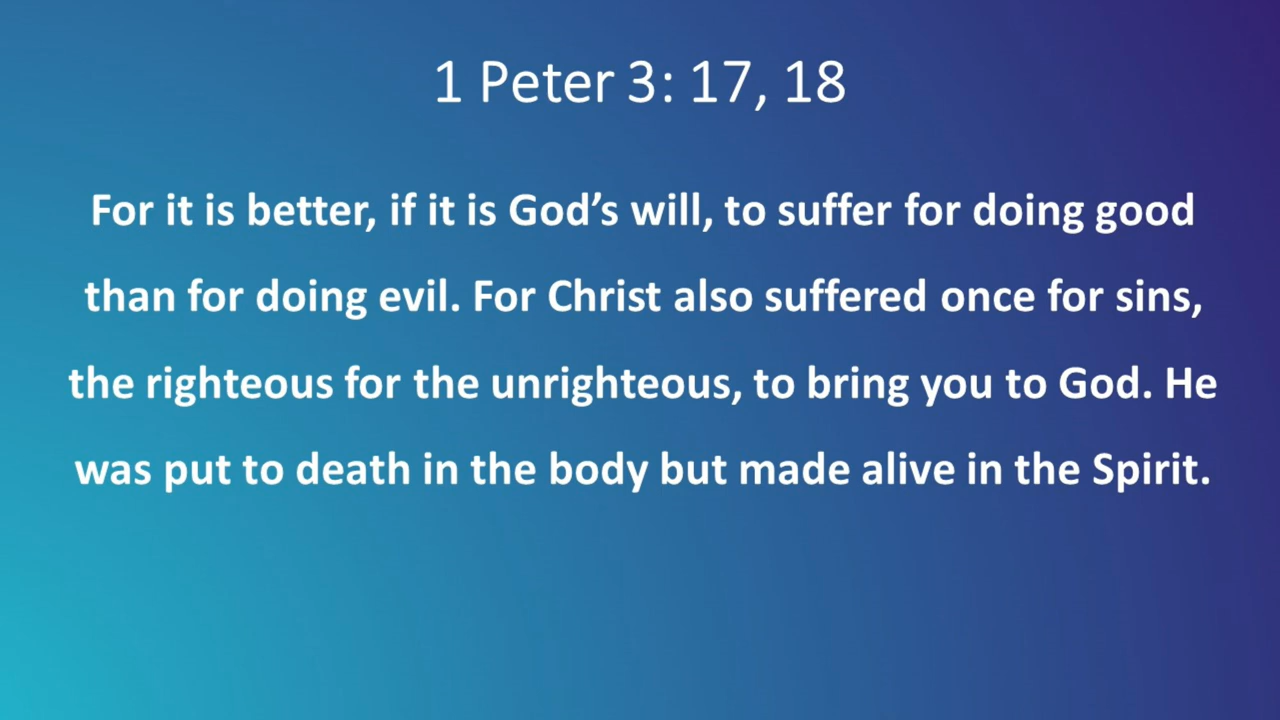 1 Peter 3: 17, 18
For it is better, if it is God’s will, to suffer for doing good
than for doing evil. For Christ also suffered once for sins,
the righteous for the unrighteous, to bring you to God. He
was put to death in the body but made alive in the Spirit.